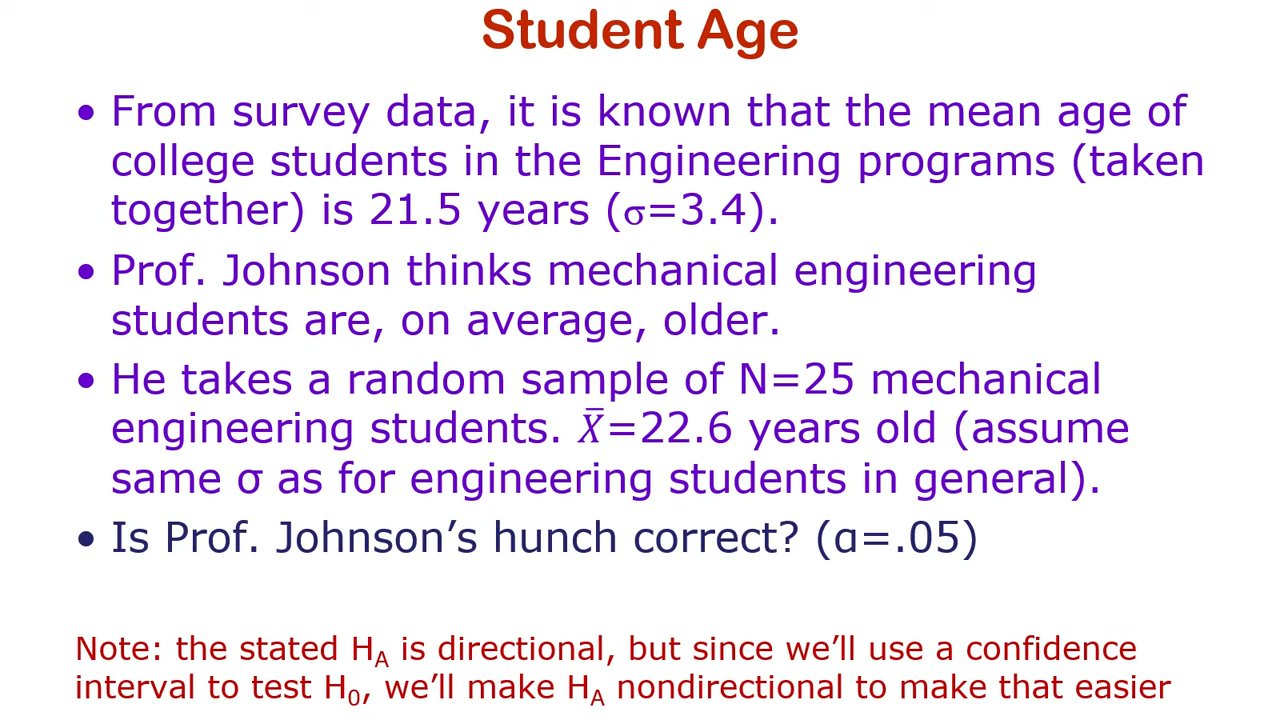 Student Age
• From survey data, it is known that the mean age of
college students in the Engineering programs (taken
together) is 21.5 years (σ=3.4).
• Prof. Johnson thinks mechanical engineering
students are, on average, older.
• He takes a random sample of N=25 mechanical
engineering students. X̄=22.6 years old (assume
same σ as for engineering students in general).
• Is Prof. Johnson’s hunch correct? (α=.05)
Note: the stated H_A is directional, but since we’ll use a confidence
interval to test H₀, we’ll make H_A nondirectional to make that easier